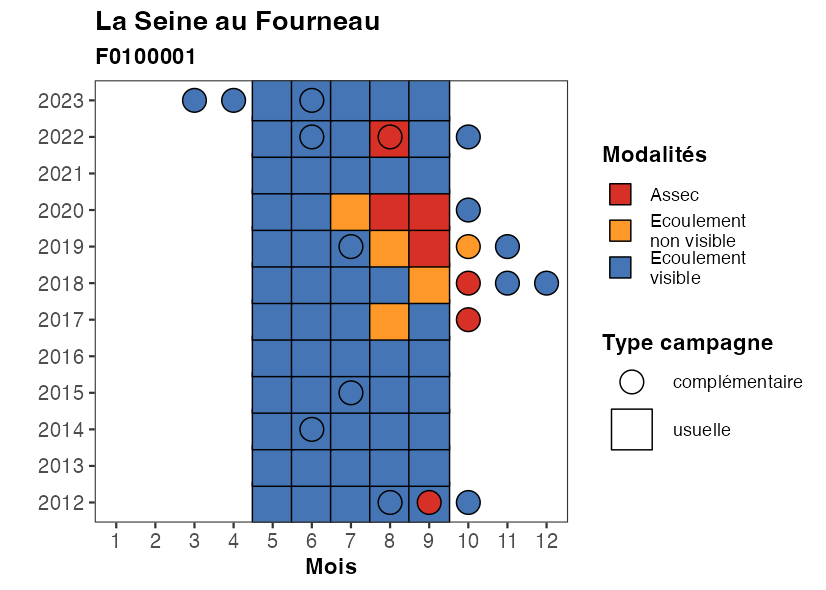 La Seine au Fourneau
F0100001
2023
2022
2021
2020
2019
2018
2017
2016
2015
2014
2013
2012
1 2 3 4 5 6 7 8 9 10 11 12
Mois
Modalités
Assec
Ecoulement
non visible
Ecoulement
visible
Type campagne
complémentaire
usuelle